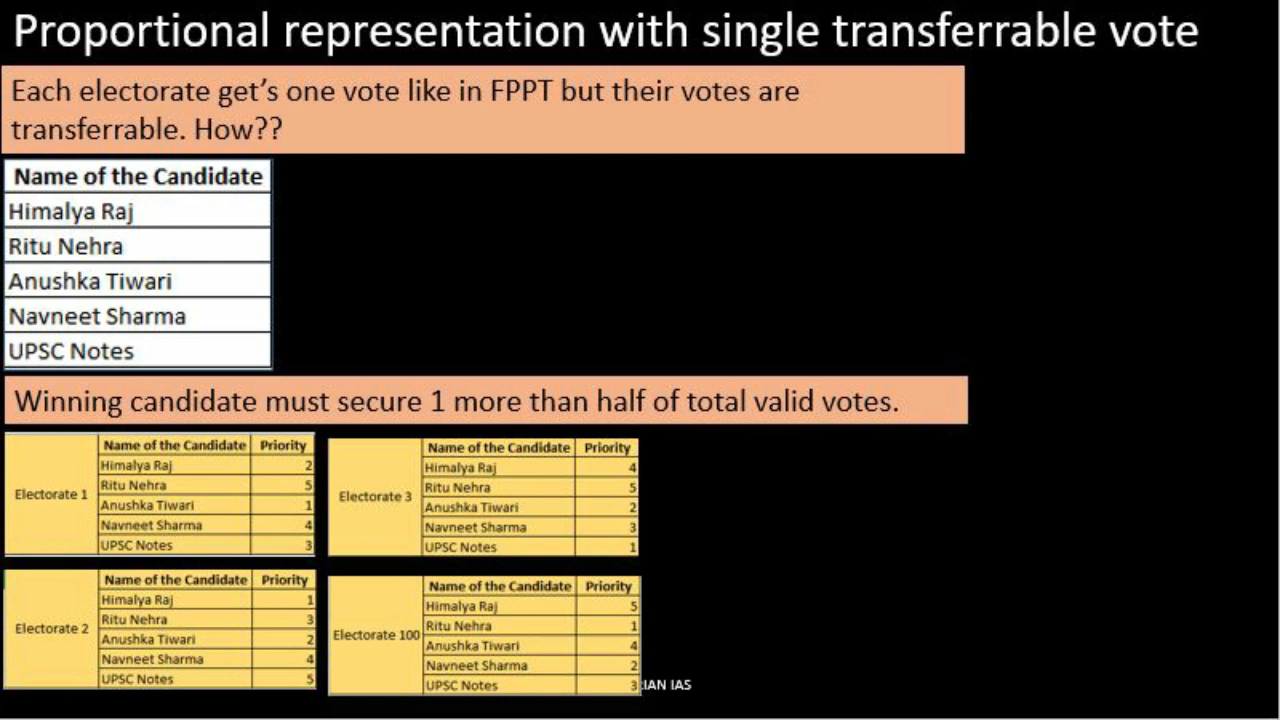 Proportional representation with single transferrable vote
Each electorate get's one vote like in FPPT but their votes are
transferrable. How??
Name of the Candidate
Himalya Raj
Ritu Nehra
Anushka Tiwari
Navneet Sharma
UPSC Notes
Winning candidate must secure 1 more than half of total valid votes.
Electorate 1
Name of the Candidate Priority
Himalya Raj 2
Ritu Nehra 5
Anushka Tiwari 1
Navneet Sharma 4
UPSC Notes 3
Electorate 3
Name of the Candidate Priority
Himalya Raj 4
Ritu Nehra 5
Anushka Tiwari 2
Navneet Sharma 3
UPSC Notes 1
Electorate 2
Name of the Candidate Priority
Himalya Raj 1
Ritu Nehra 3
Anushka Tiwari 2
Navneet Sharma 4
UPSC Notes 5
Electorate 100
Name of the Candidate Priority
Himalya Raj 5
Ritu Nehra 1
Anushka Tiwari 4
Navneet Sharma 2
UPSC Notes 3
IAS